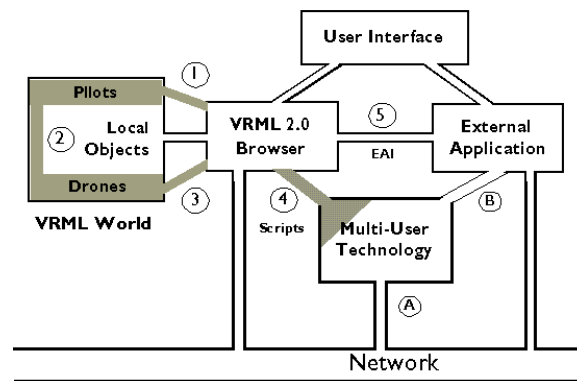 User Interface
1
Pilots
5
2
Local
Objects
VRML 2.0
Browser
External
Application
EAI
Drones
3
4
B
VRML World
Scripts
Multi-User
Technology
A
Network